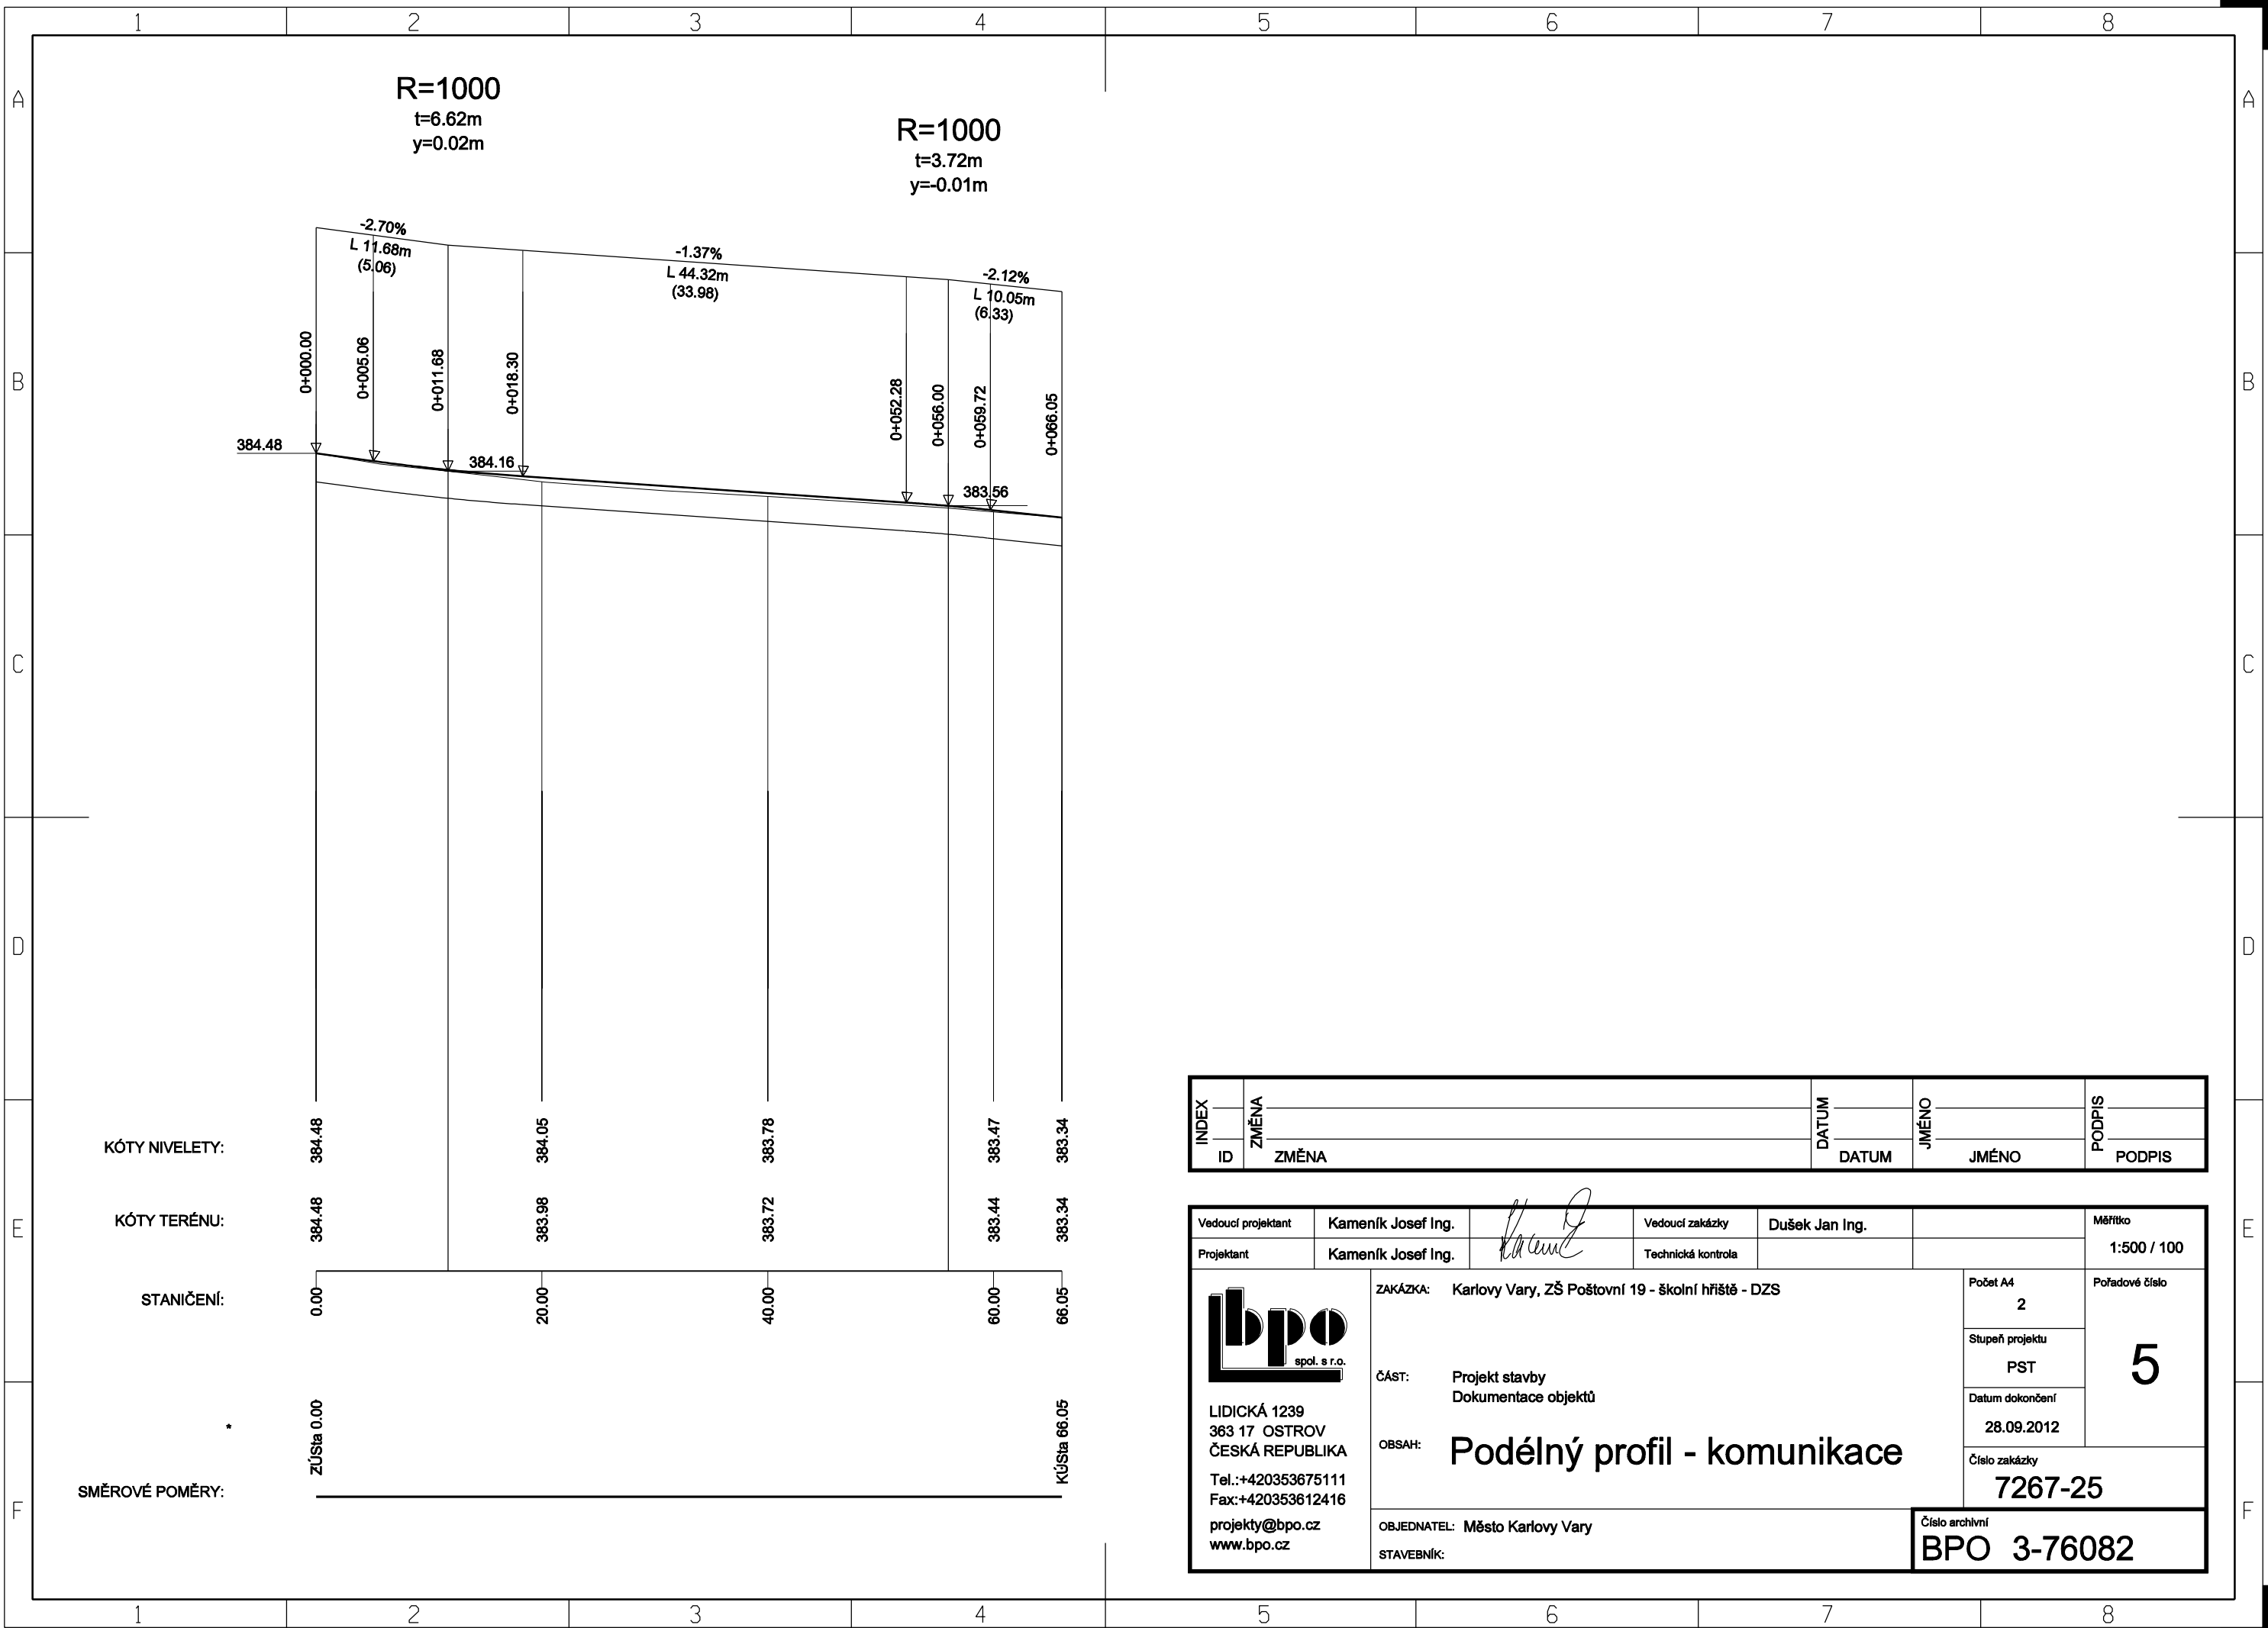 1 2 3 4 5 6 7 8
A A
B B
C C
D D
E E
F F
R=1000
t=6.62m
y=0.02m
R=1000
t=3.72m
y=-0.01m
-2.70%
L 11.68m
(5.06)
-1.37%
L 44.32m
(33.98)
-2.12%
L 10.05m
(6.33)
0+000.00
0+005.06
0+011.68
0+018.30
0+052.28
0+056.00
0+059.72
0+066.05
384.48
384.16
383.56
KÓTY NIVELETY: 384.48 384.05 383.78 383.47 383.34
KÓTY TERÉNU: 384.48 383.98 383.72 383.44 383.34
STANIČENÍ: 0.00 20.00 40.00 60.00 66.05
*
ZÚSta 0.00
KÚSta 66.05
SMĚROVÉ POMĚRY:
INDEX ZMĚNA DATUM JMÉNO PODPIS
ID ZMĚNA DATUM JMÉNO PODPIS
Vedoucí projektant Kameník Josef Ing. Vedoucí zakázky Dušek Jan Ing.
Projektant Kameník Josef Ing. Technická kontrola
Měřítko
1:500 / 100
bpo
spol. s r.o.
LIDICKÁ 1239
363 17 OSTROV
ČESKÁ REPUBLIKA
Tel.:+420353675111
Fax:+420353612416
projekty@bpo.cz
www.bpo.cz
ZAKÁZKA: Karlovy Vary, ZŠ Poštovní 19 - školní hřiště - DZS
ČÁST: Projekt stavby
Dokumentace objektů
OBSAH: Podélný profil - komunikace
OBJEDNATEL: Město Karlovy Vary
STAVEBNÍK:
Počet A4
2
Stupeň projektu
PST
Datum dokončení
28.09.2012
Pořadové číslo
5
Číslo zakázky
7267-25
Číslo archivní
BPO 3-76082
1 2 3 4 5 6 7 8